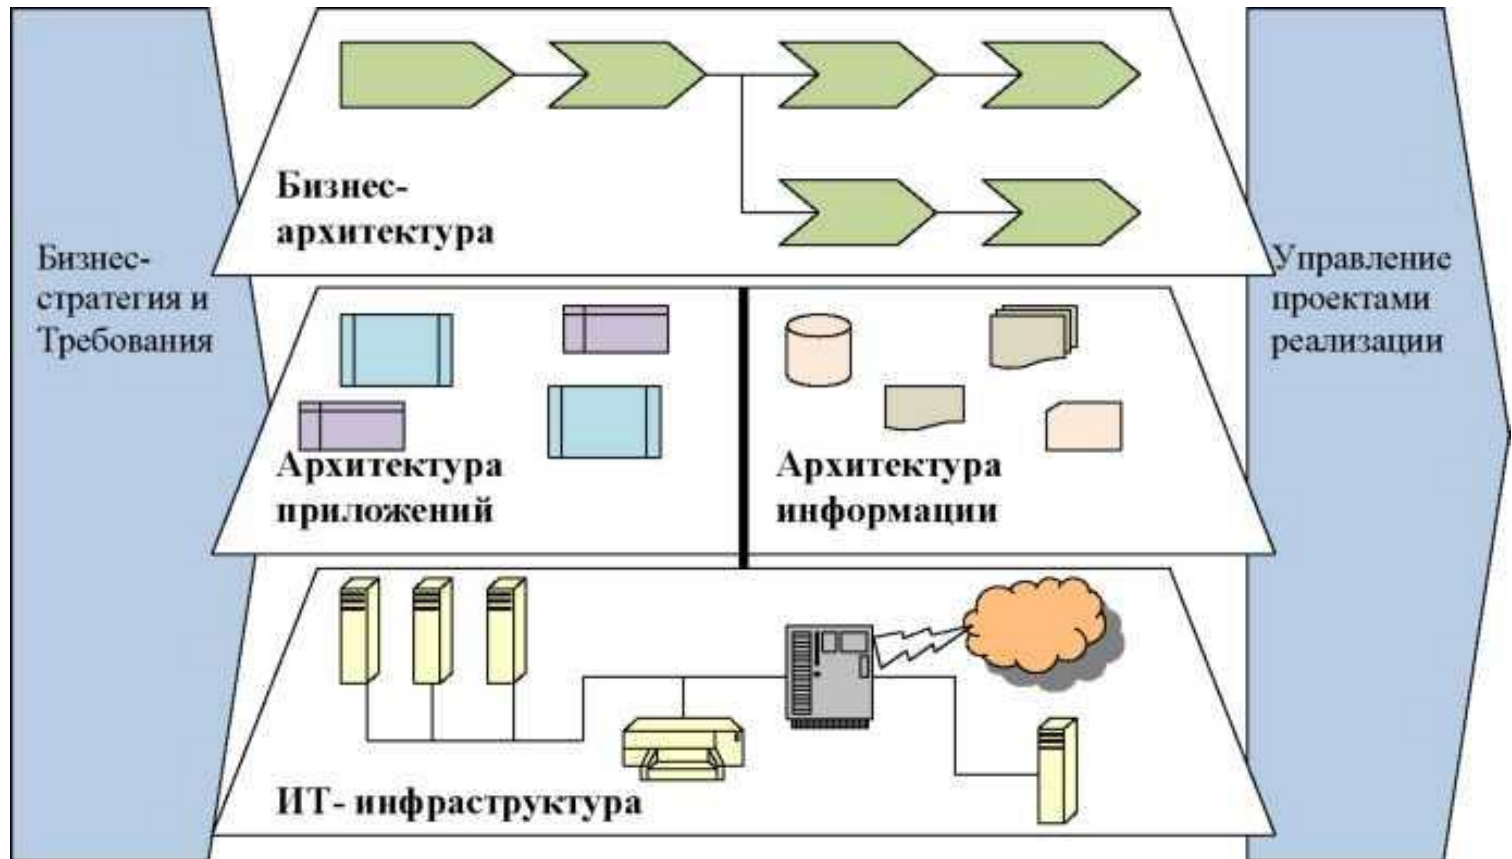 Бизнес-
архитектура
Бизнес-
стратегия и
Требования
Управление
проектами
реализации
Архитектура
приложений
Архитектура
информации
ИТ- инфраструктура